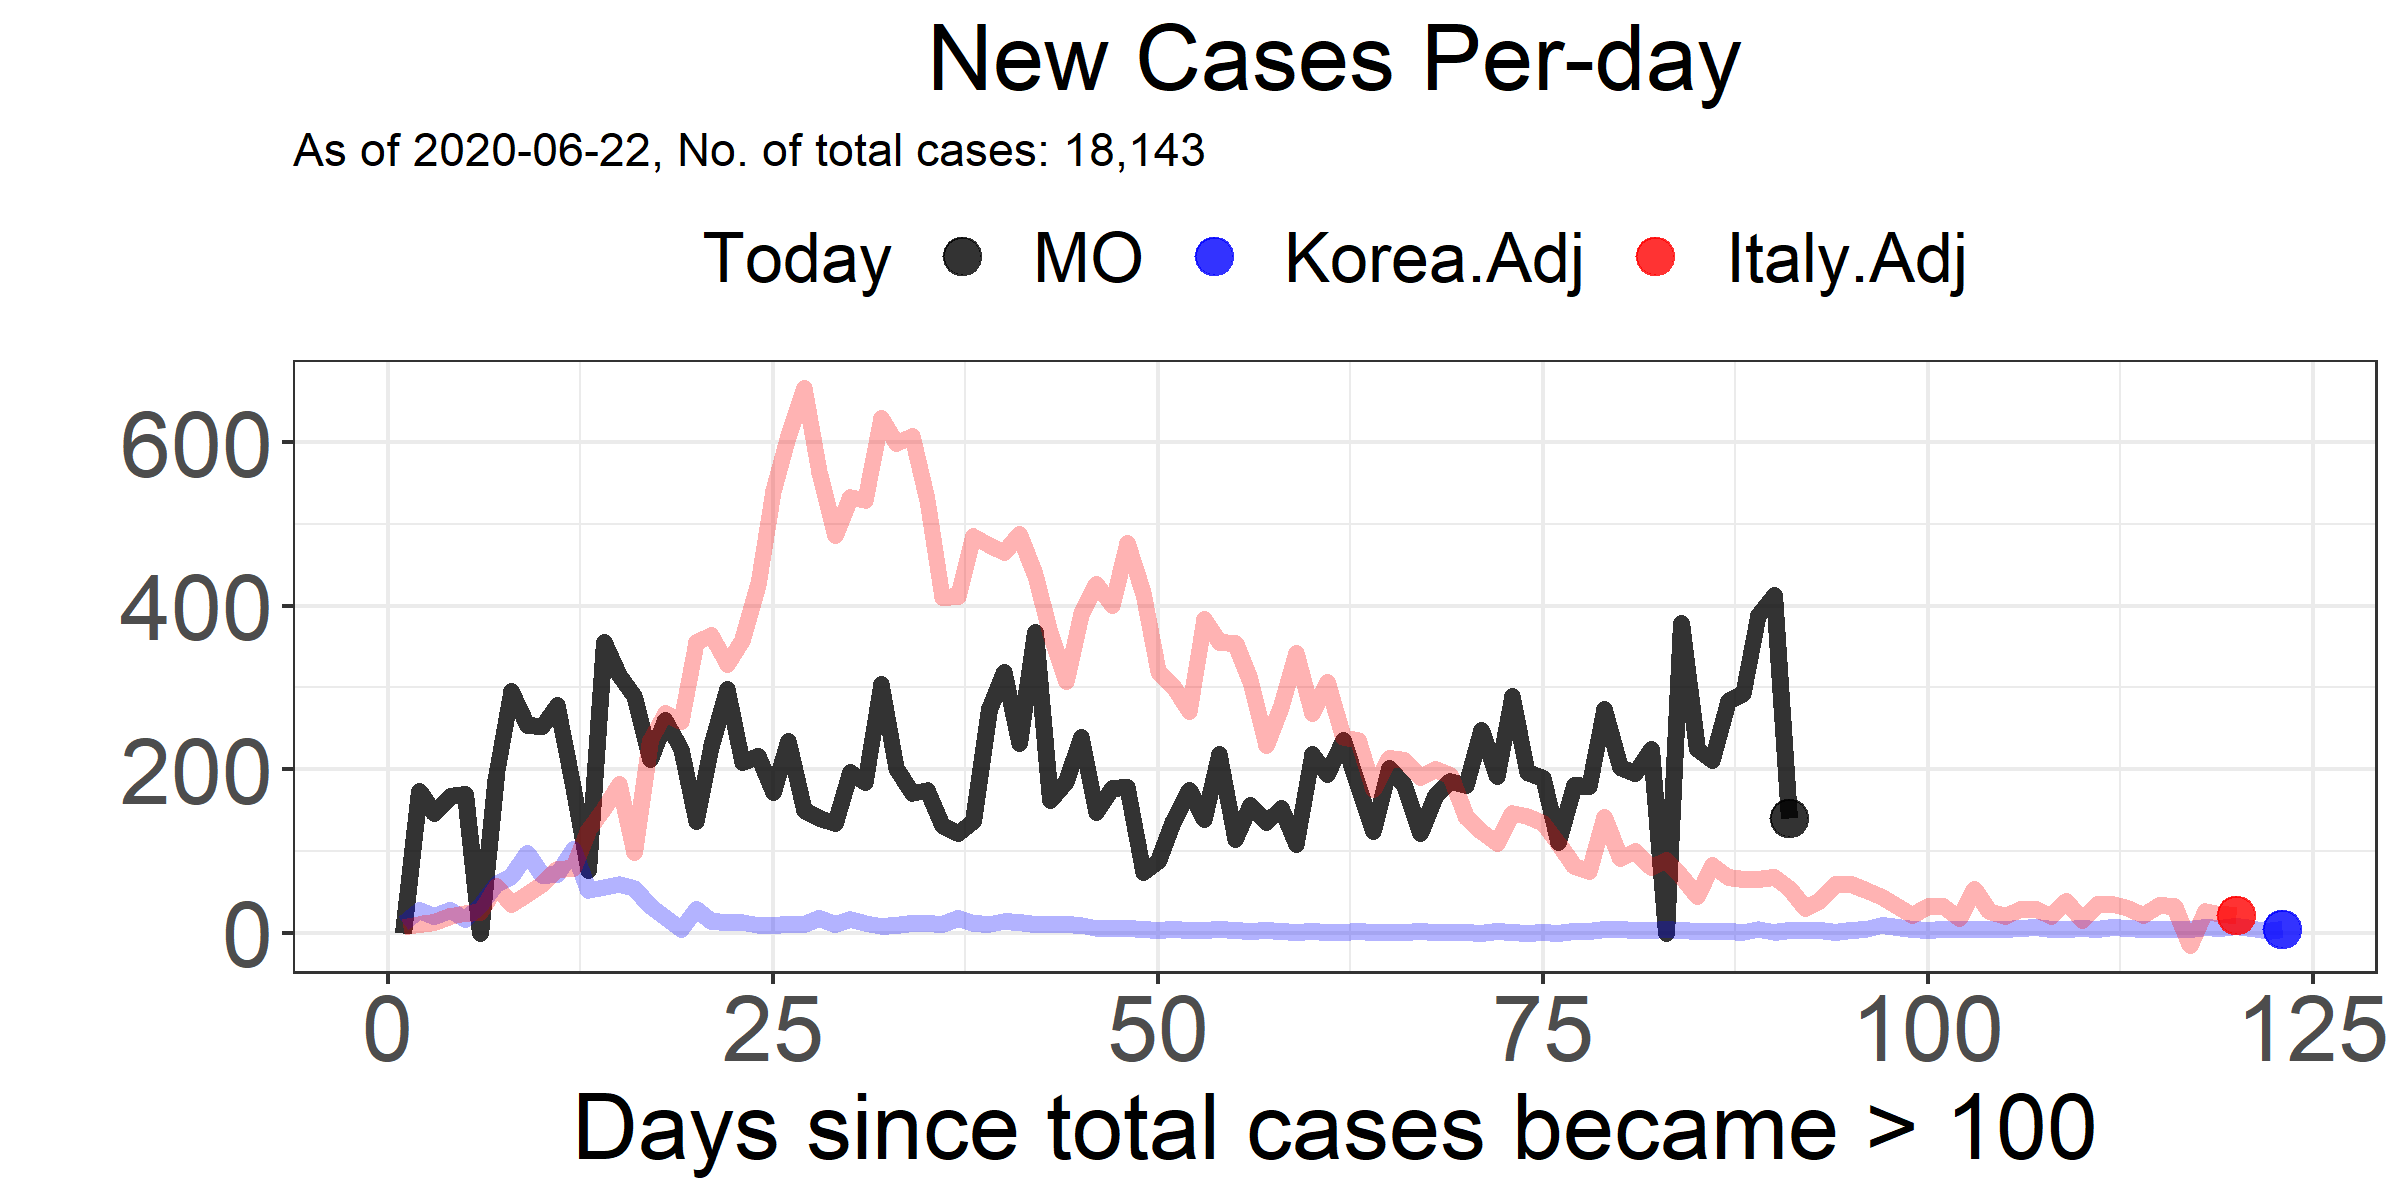 New Cases Per-day
As of 2020-06-22, No. of total cases: 18,143
Today MO Korea.Adj Italy.Adj
600
400
200
0
0 25 50 75 100 125
Days since total cases became > 100